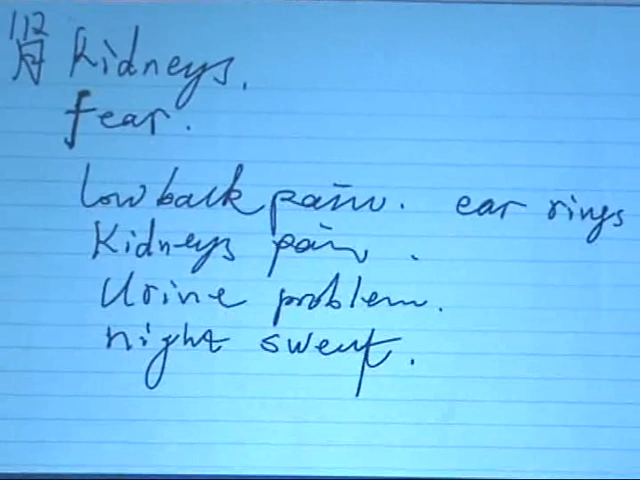 肾 Kidneys.
fear.
low back pain. ear rings
Kidneys pain.
Urine problem.
night sweat.